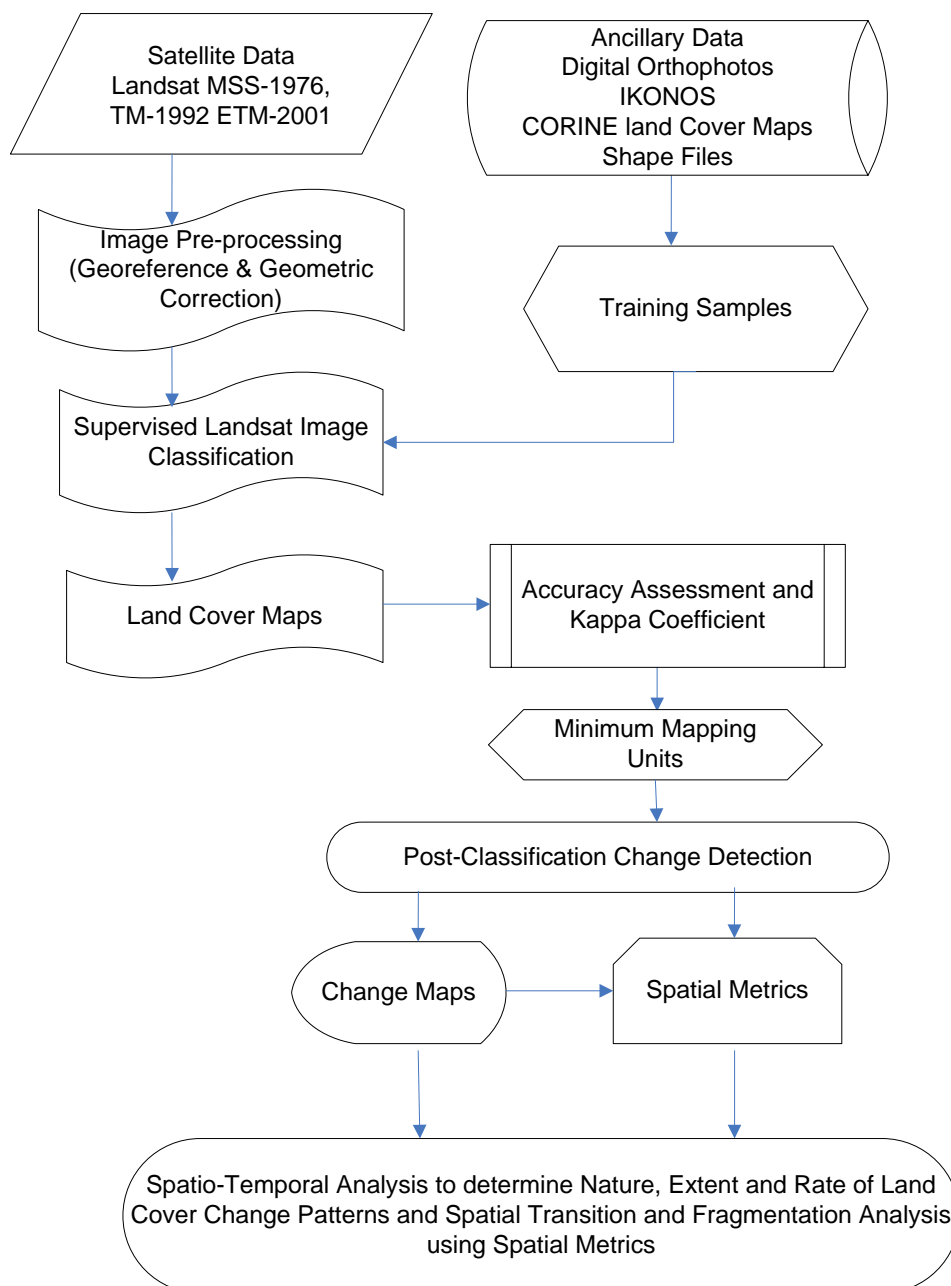 Satellite Data
Landsat MSS-1976,
TM-1992 ETM-2001
Ancillary Data
Digital Orthophotos
IKONOS
CORINE land Cover Maps
Shape Files
Image Pre-processing
(Georeference & Geometric
Correction)
Training Samples
Supervised Landsat Image
Classification
Land Cover Maps
Accuracy Assessment and
Kappa Coefficient
Minimum Mapping
Units
Post-Classification Change Detection
Change Maps
Spatial Metrics
Spatio-Temporal Analysis to determine Nature, Extent and Rate of Land
Cover Change Patterns and Spatial Transition and Fragmentation Analysis
using Spatial Metrics